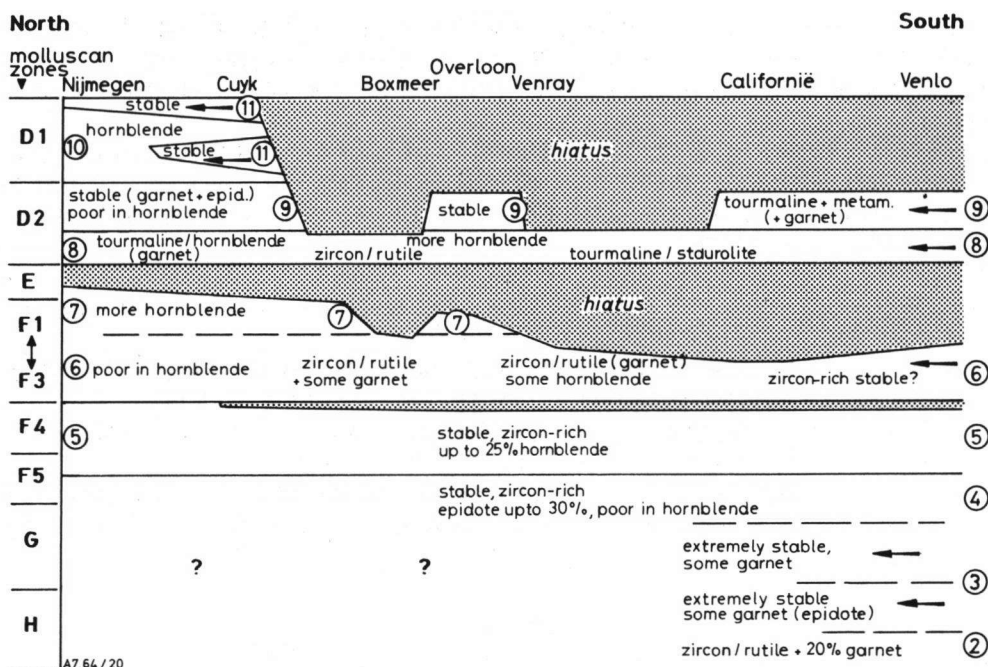 North South
molluscan
zones
Nijmegen Cuyk Boxmeer Overloon Venray Californië Venlo
D1
stable ⑪
hornblende
⑩
stable ⑪
hiatus
D2
stable (garnet + epid.)
poor in hornblende
⑨
stable ⑨
tourmaline + metam.
(+ garnet)
⑨
⑧ tourmaline/hornblende
(garnet)
zircon / rutile
more hornblende
tourmaline / staurolite
⑧
E
hiatus
F1
⑦ more hornblende ⑦ ⑦
F3
⑥ poor in hornblende
zircon / rutile
+ some garnet
zircon/rutile (garnet)
some hornblende
zircon-rich stable?
⑥
F4
⑤
stable, zircon-rich
up to 25% hornblende
⑤
F5
stable, zircon-rich
epidote upto 30%, poor in hornblende
④
G
extremely stable,
some garnet
? ?
③
H
extremely stable
some garnet (epidote)
②
zircon / rutile + 20% garnet
A7 64/20